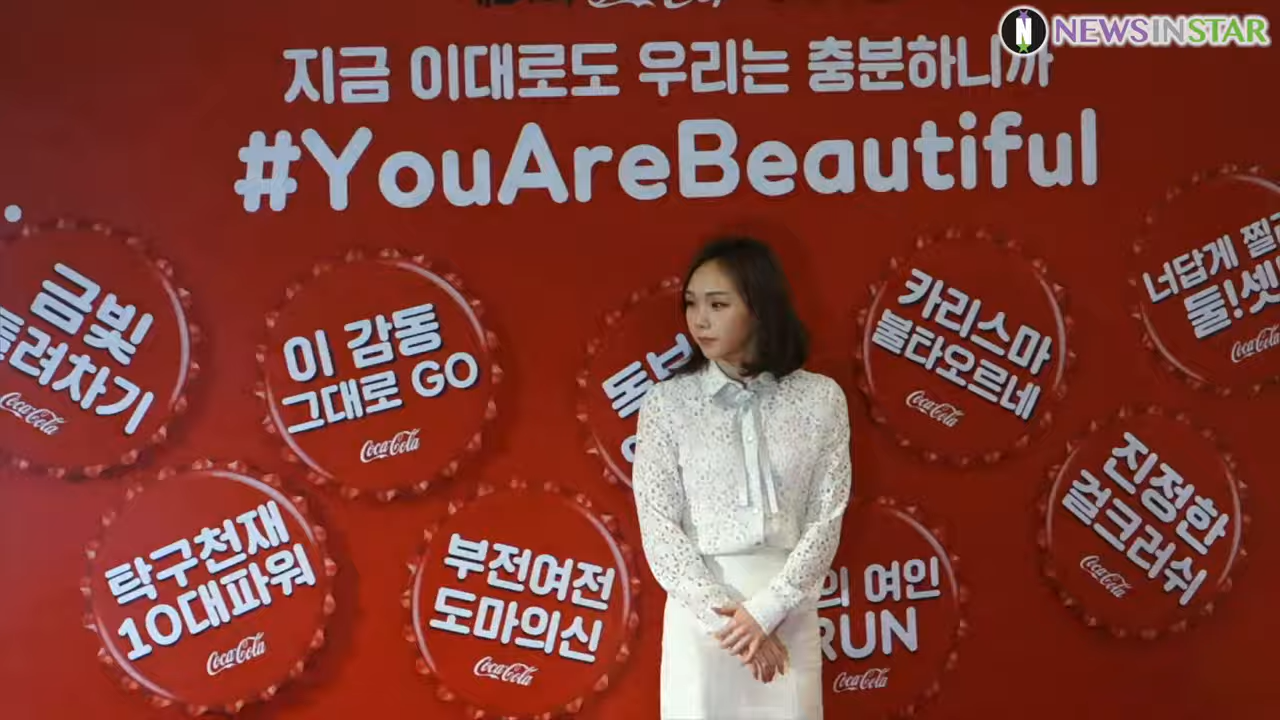 NEWSINSTAR
지금 이대로도 우리는 충분하니까
#YouAreBeautiful
금빛
돌려차기
Coca-Cola
이 감동
그대로 GO
Coca-Cola
카리스마
불타오르네
Coca-Cola
너답게
둘!셋!
Coca-Cola
탁구천재
10대파워
Coca-Cola
부전여전
도마의신
Coca-Cola
여인
RUN
Coca-Cola
진정한
걸크러쉬
Coca-Cola